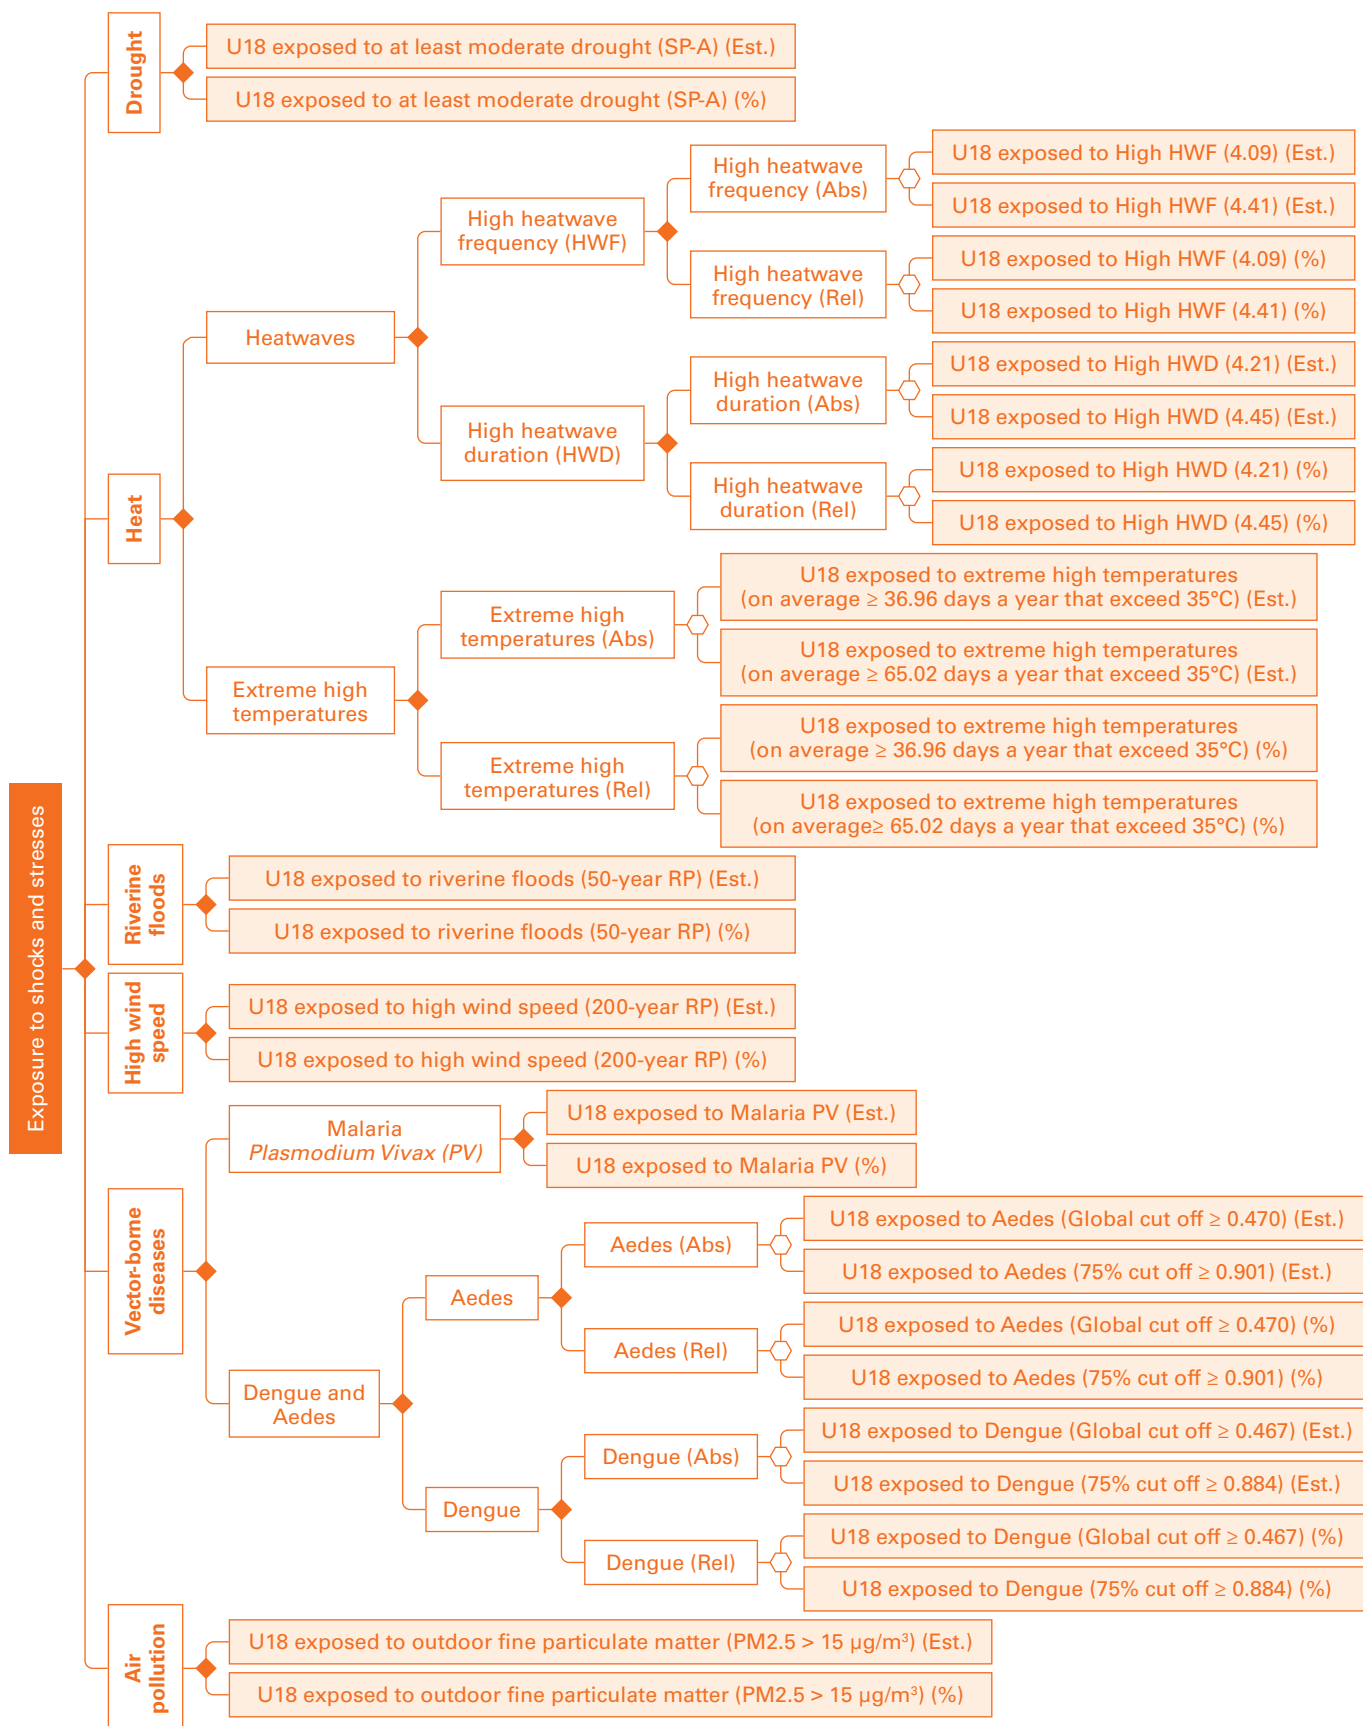 Exposure to shocks and stresses
Drought
U18 exposed to at least moderate drought (SP-A) (Est.)
U18 exposed to at least moderate drought (SP-A) (%)
Heat
Heatwaves
High heatwave
frequency (HWF)
High heatwave
frequency (Abs)
U18 exposed to High HWF (4.09) (Est.)
U18 exposed to High HWF (4.41) (Est.)
High heatwave
frequency (Rel)
U18 exposed to High HWF (4.09) (%)
U18 exposed to High HWF (4.41) (%)
High heatwave
duration (HWD)
High heatwave
duration (Abs)
U18 exposed to High HWD (4.21) (Est.)
U18 exposed to High HWD (4.45) (Est.)
High heatwave
duration (Rel)
U18 exposed to High HWD (4.21) (%)
U18 exposed to High HWD (4.45) (%)
Extreme high
temperatures
Extreme high
temperatures (Abs)
U18 exposed to extreme high temperatures
(on average ≥ 36.96 days a year that exceed 35°C) (Est.)
U18 exposed to extreme high temperatures
(on average ≥ 65.02 days a year that exceed 35°C) (Est.)
Extreme high
temperatures (Rel)
U18 exposed to extreme high temperatures
(on average ≥ 36.96 days a year that exceed 35°C) (%)
U18 exposed to extreme high temperatures
(on average≥ 65.02 days a year that exceed 35°C) (%)
Riverine
floods
U18 exposed to riverine floods (50-year RP) (Est.)
U18 exposed to riverine floods (50-year RP) (%)
High wind
speed
U18 exposed to high wind speed (200-year RP) (Est.)
U18 exposed to high wind speed (200-year RP) (%)
Vector-borne
diseases
Malaria
Plasmodium Vivax (PV)
U18 exposed to Malaria PV (Est.)
U18 exposed to Malaria PV (%)
Dengue and
Aedes
Aedes
Aedes (Abs)
U18 exposed to Aedes (Global cut off ≥ 0.470) (Est.)
U18 exposed to Aedes (75% cut off ≥ 0.901) (Est.)
Aedes (Rel)
U18 exposed to Aedes (Global cut off ≥ 0.470) (%)
U18 exposed to Aedes (75% cut off ≥ 0.901) (%)
Dengue
Dengue (Abs)
U18 exposed to Dengue (Global cut off ≥ 0.467) (Est.)
U18 exposed to Dengue (75% cut off ≥ 0.884) (Est.)
Dengue (Rel)
U18 exposed to Dengue (Global cut off ≥ 0.467) (%)
U18 exposed to Dengue (75% cut off ≥ 0.884) (%)
Air
pollution
U18 exposed to outdoor fine particulate matter (PM2.5 > 15 µg/m³) (Est.)
U18 exposed to outdoor fine particulate matter (PM2.5 > 15 µg/m³) (%)